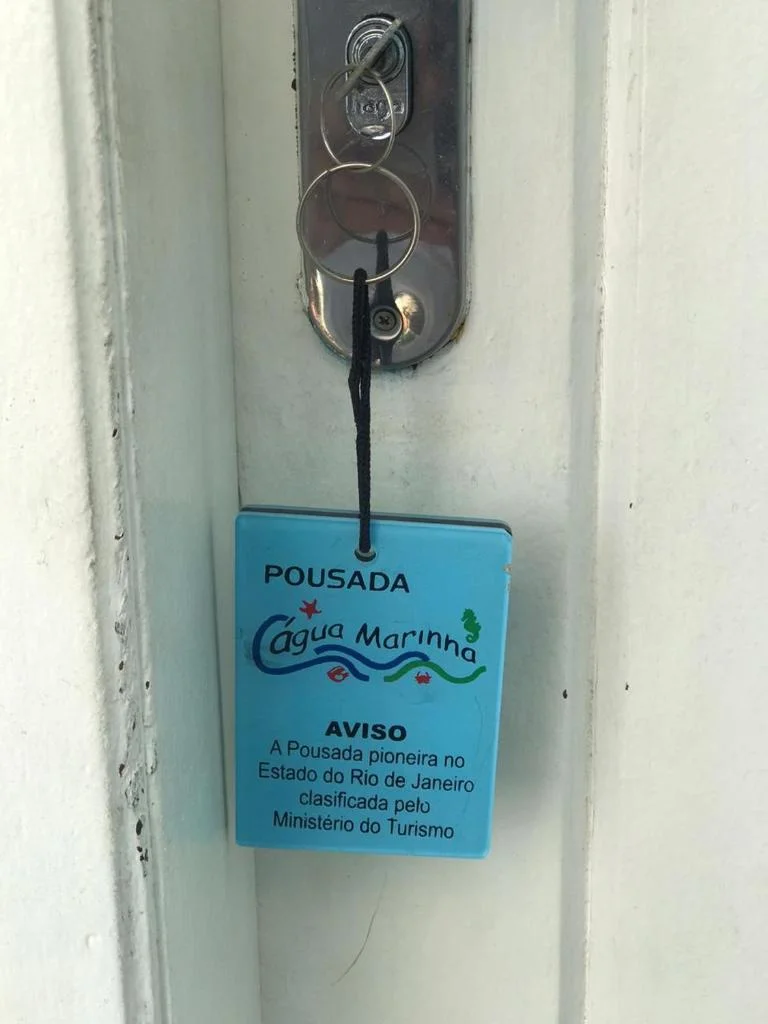 POUSADA
água Marinha
AVISO
A Pousada pioneira no
Estado do Rio de Janeiro
clasificada pelo
Ministério do Turismo